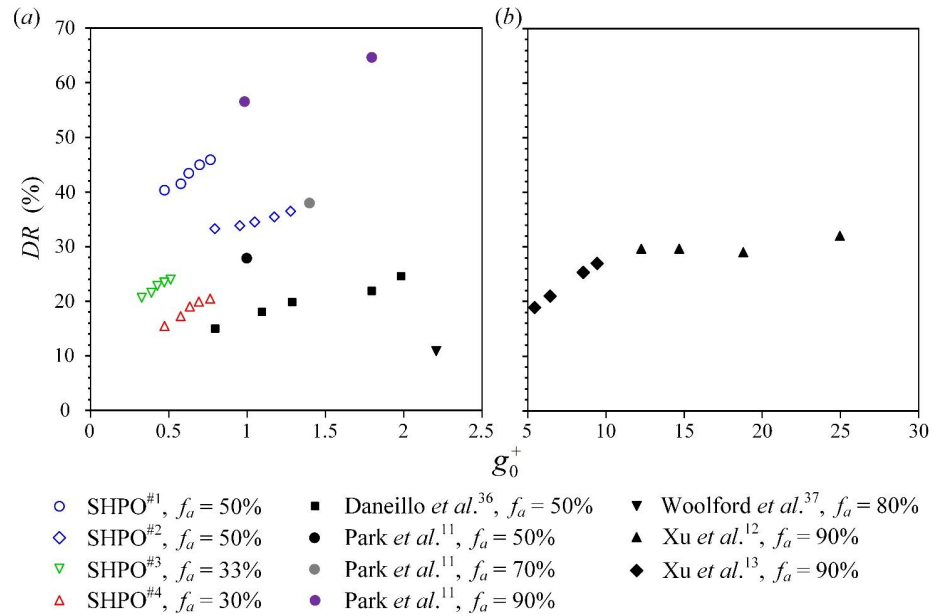 (a) (b)
70
60
50
40
30
20
10
0
DR (%)
0 0.5 1 1.5 2 2.5 5 10 15 20 25 30
g₀⁺
SHPO#1, fₐ = 50% Daneillo et al.³⁶, fₐ = 50% Woolford et al.³⁷, fₐ = 80%
SHPO#2, fₐ = 50% Park et al.¹¹, fₐ = 50% Xu et al.¹², fₐ = 90%
SHPO#3, fₐ = 33% Park et al.¹¹, fₐ = 70% Xu et al.¹³, fₐ = 90%
SHPO#4, fₐ = 30% Park et al.¹¹, fₐ = 90%